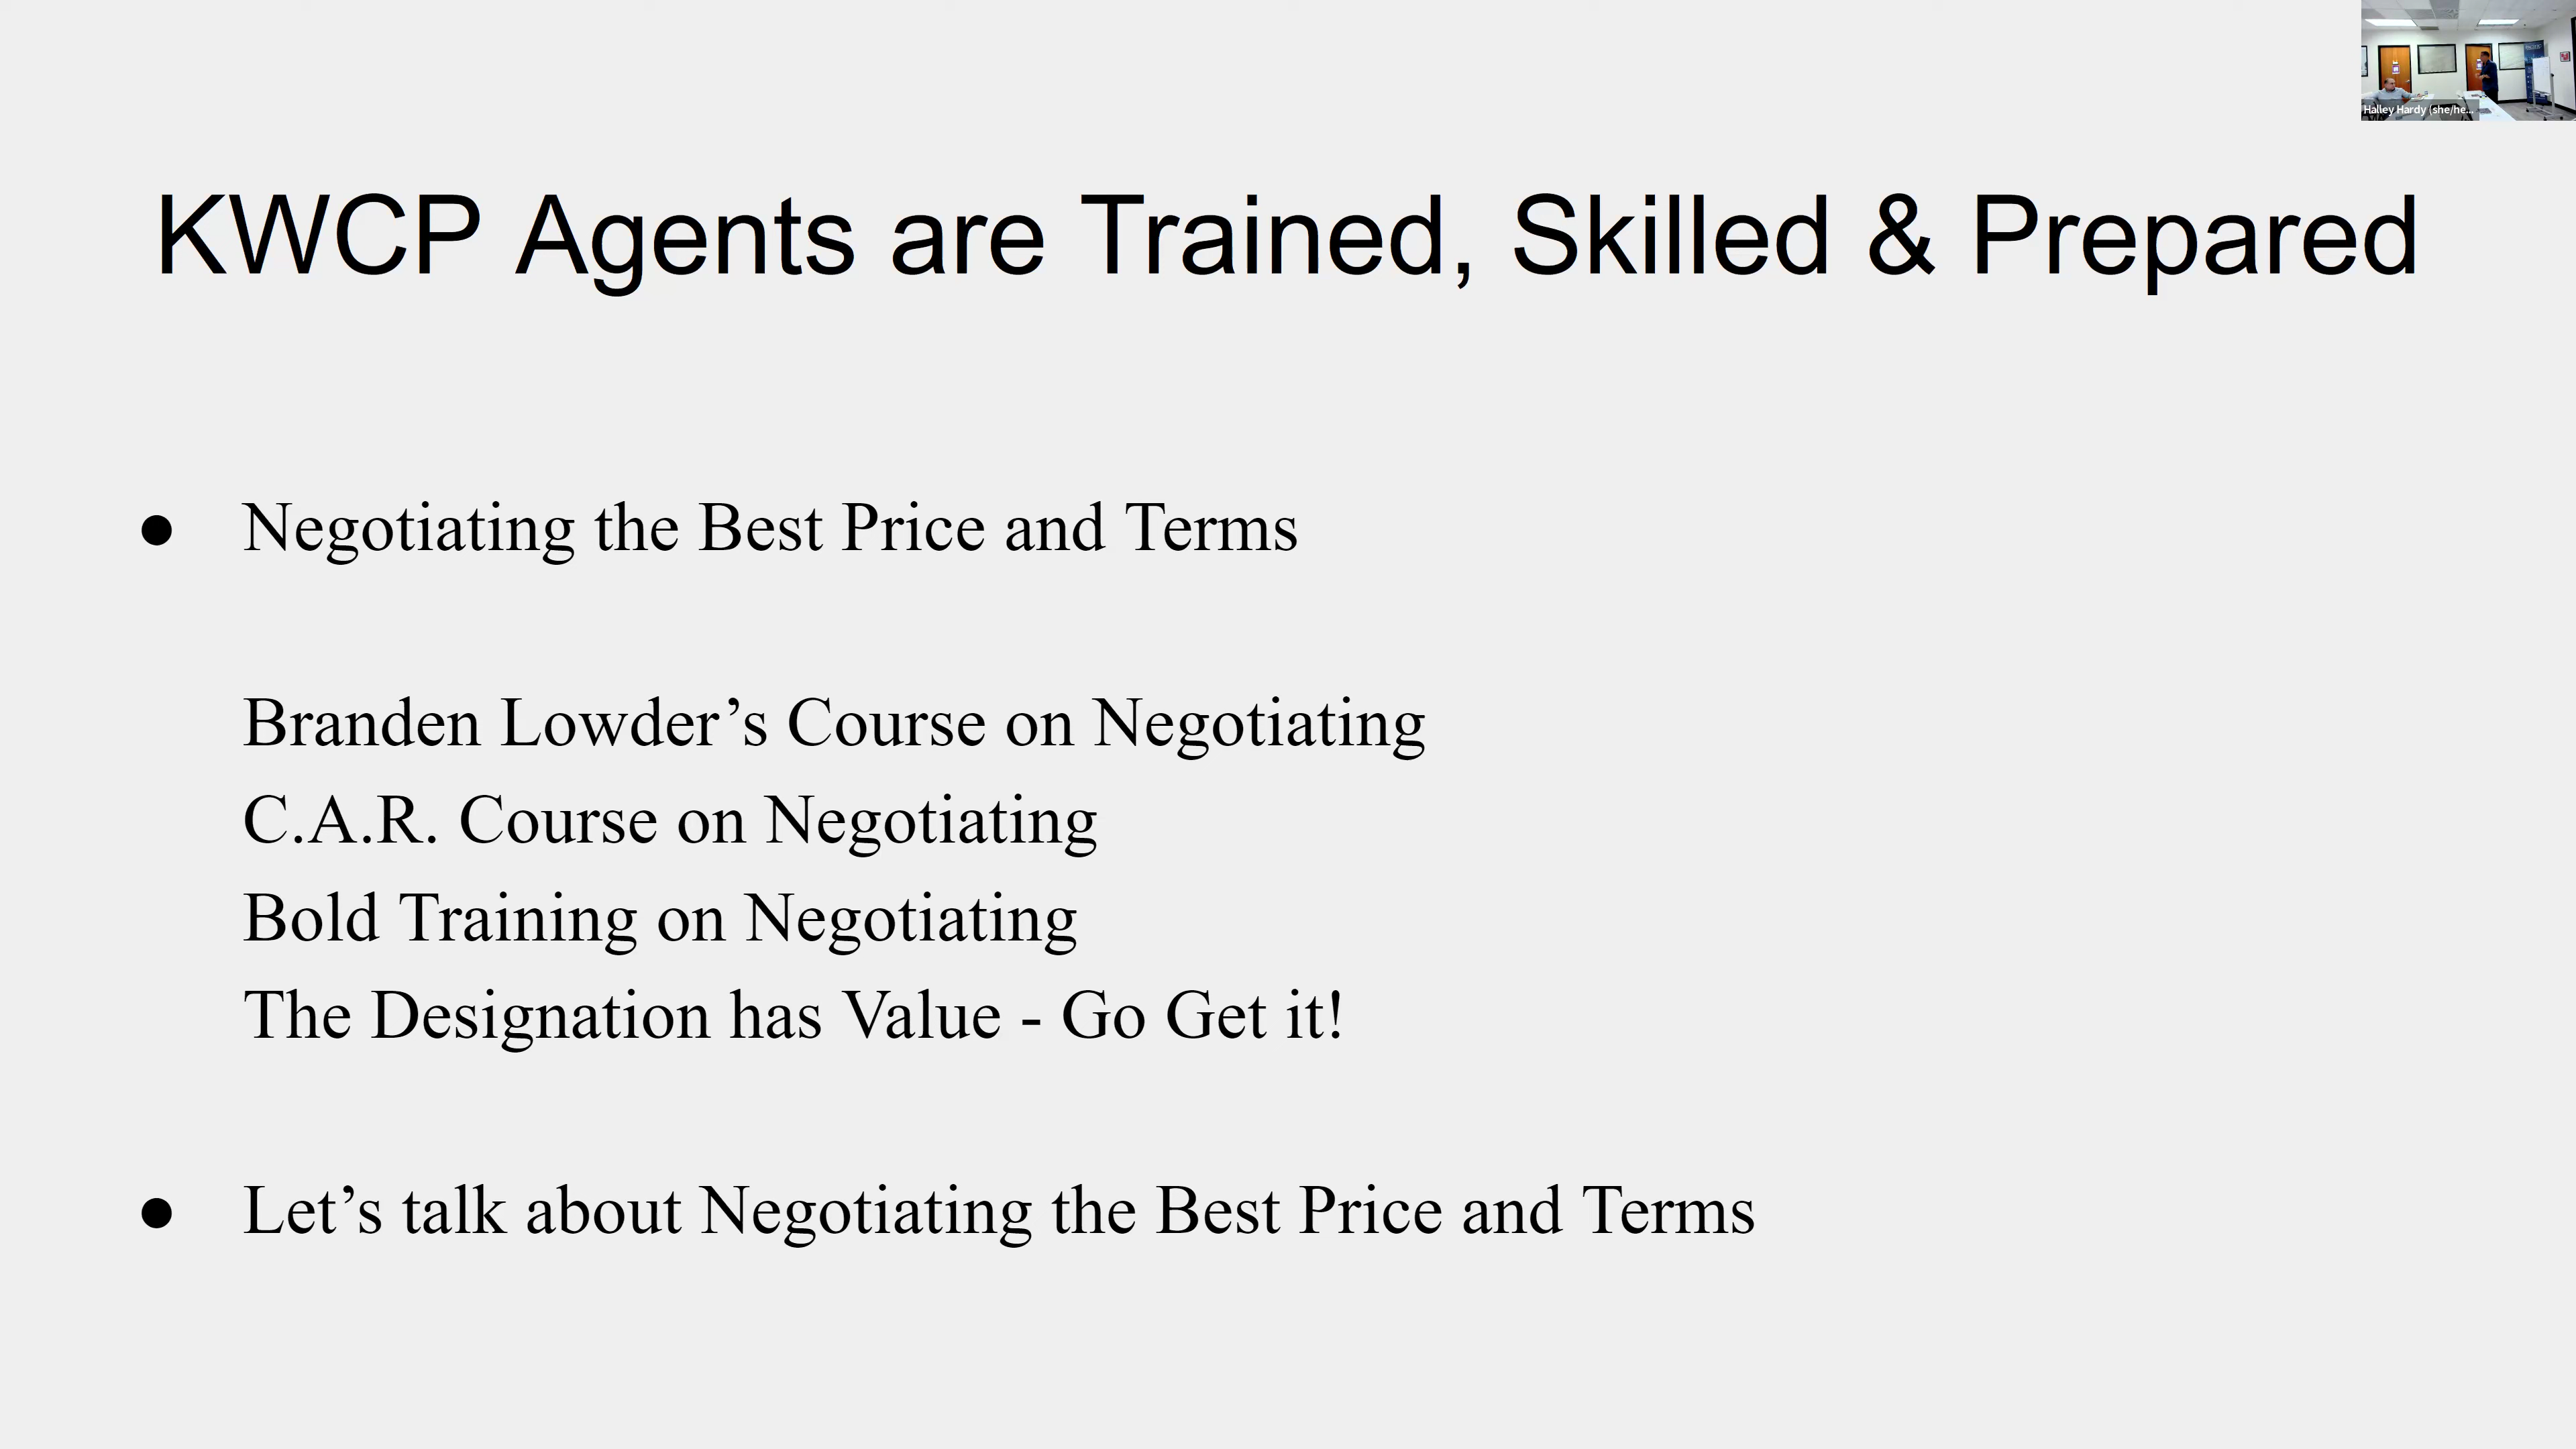 KWCP Agents are Trained, Skilled & Prepared
● Negotiating the Best Price and Terms
Branden Lowder’s Course on Negotiating
C.A.R. Course on Negotiating
Bold Training on Negotiating
The Designation has Value - Go Get it!
● Let’s talk about Negotiating the Best Price and Terms
Halley Hardy (she/he...